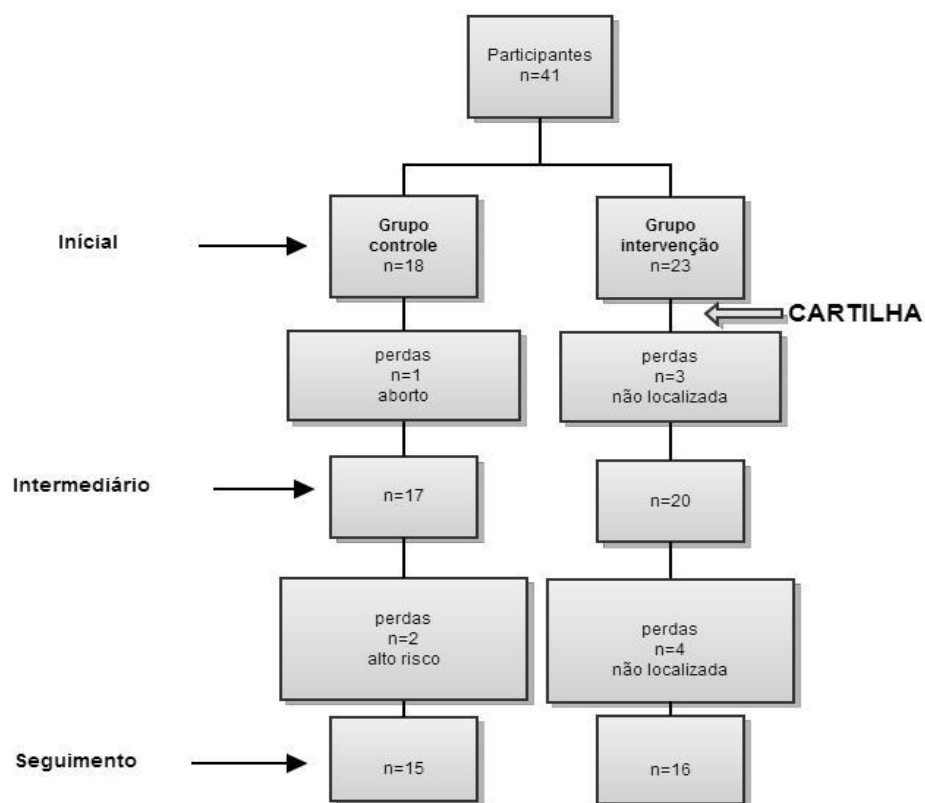 Participantes
n=41
Inícial
Grupo
controle
n=18
Grupo
intervenção
n=23
CARTILHA
perdas
n=1
aborto
perdas
n=3
não localizada
Intermediário
n=17
n=20
perdas
n=2
alto risco
perdas
n=4
não localizada
Seguimento
n=15
n=16